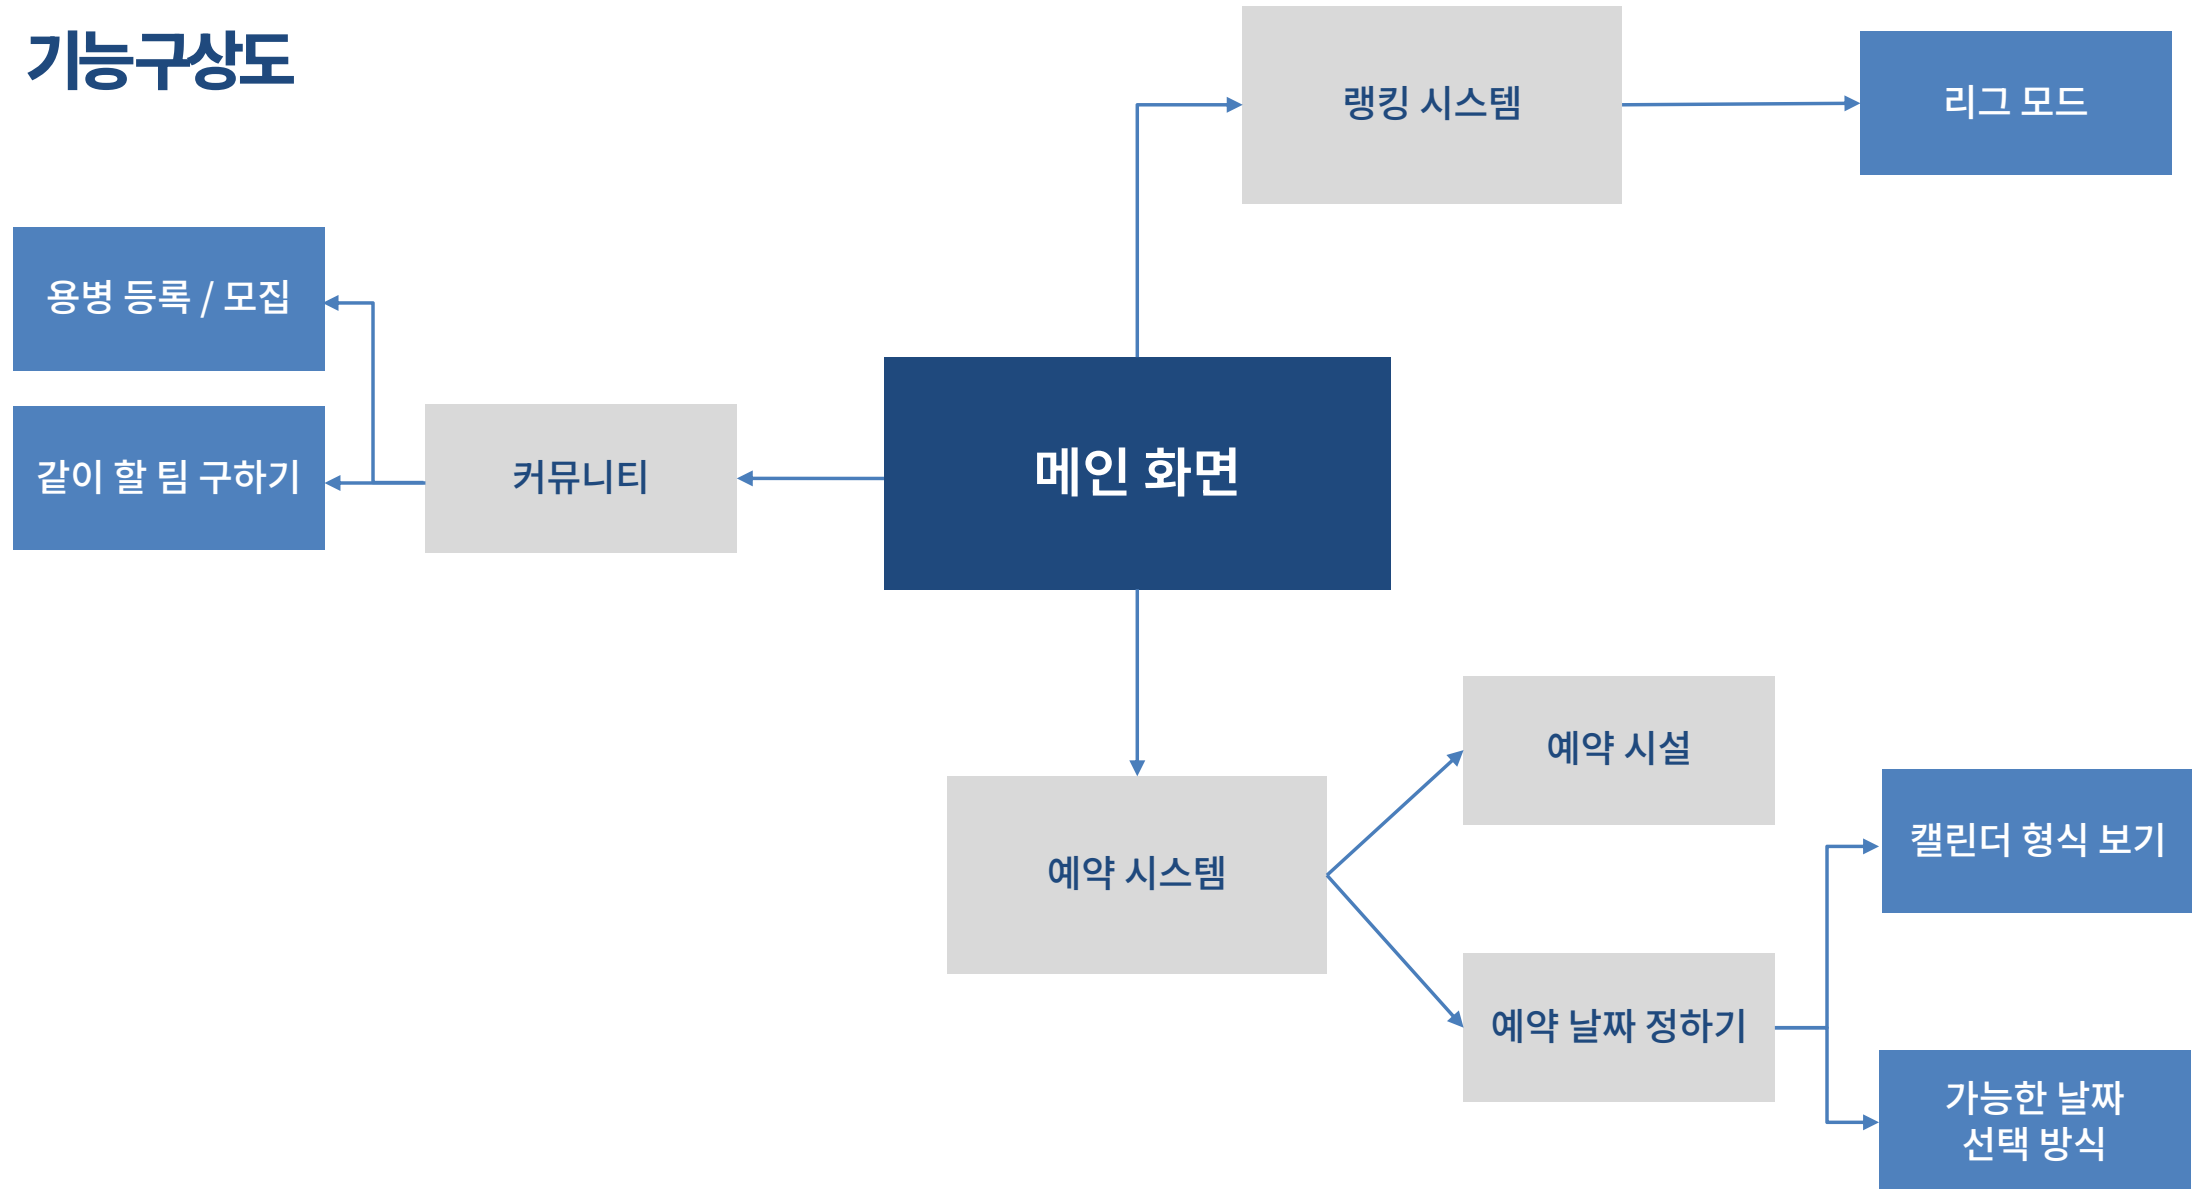 기능구상도
랭킹 시스템
리그 모드
용병 등록 / 모집
같이 할 팀 구하기
커뮤니티
메인 화면
예약 시스템
예약 시설
예약 날짜 정하기
캘린더 형식 보기
가능한 날짜
선택 방식